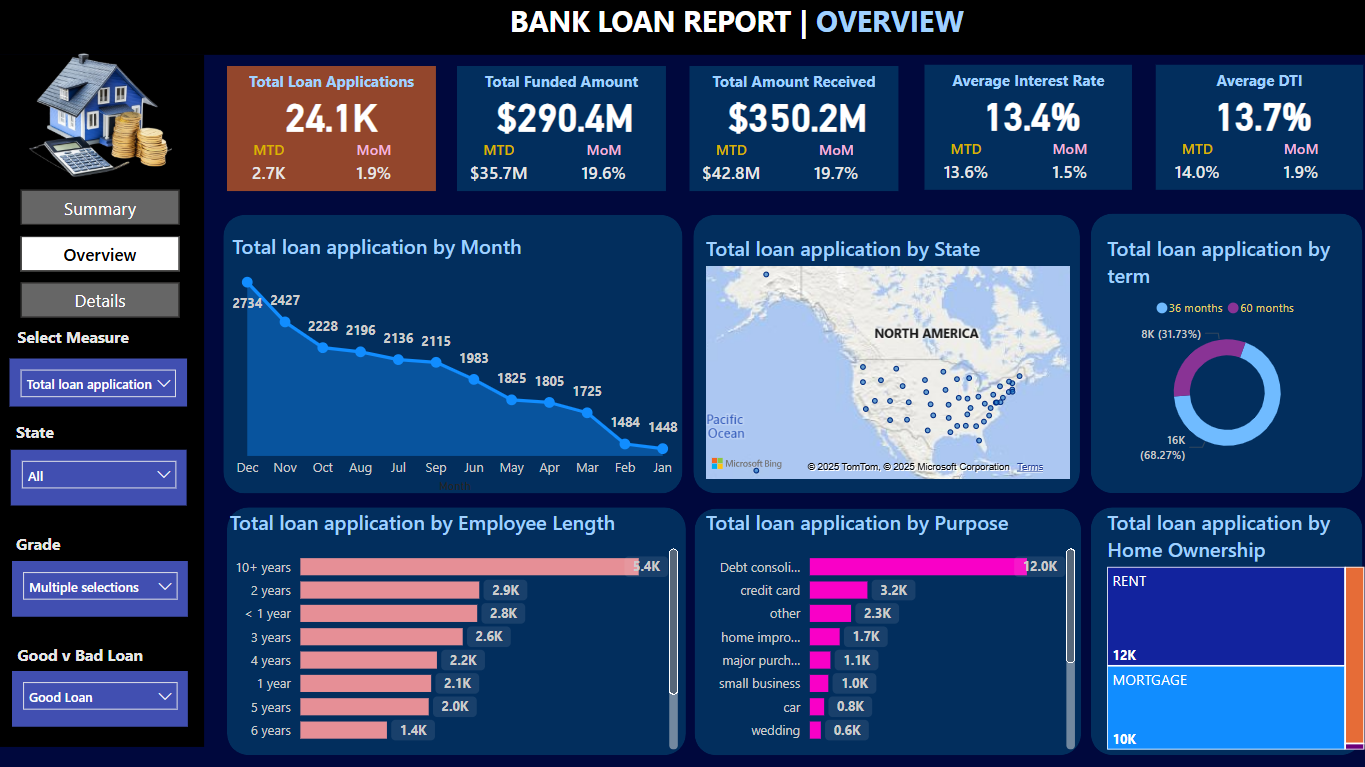 BANK LOAN REPORT | OVERVIEW
Total Loan Applications
24.1K
MTD MoM
2.7K 1.9%
Total Funded Amount
$290.4M
MTD MoM
$35.7M 19.6%
Total Amount Received
$350.2M
MTD MoM
$42.8M 19.7%
Average Interest Rate
13.4%
MTD MoM
13.6% 1.5%
Average DTI
13.7%
MTD MoM
14.0% 1.9%
Summary
Overview
Details
Select Measure
Total loan application
State
All
Grade
Multiple selections
Good v Bad Loan
Good Loan
Total loan application by Month
2734 2427 2228 2196 2136 2115 1983 1825 1805 1725 1484 1448
Dec Nov Oct Aug Jul Sep Jun May Apr Mar Feb Jan
Total loan application by State
NORTH AMERICA
Pacific
Ocean
Microsoft Bing
© 2025 TomTom, © 2025 Microsoft Corporation Terms
Total loan application by
term
36 months 60 months
8K (31.73%)
16K
(68.27%)
Total loan application by Employee Length
10+ years 5.4K
2 years 2.9K
< 1 year 2.8K
3 years 2.6K
4 years 2.2K
1 year 2.1K
5 years 2.0K
6 years 1.4K
Total loan application by Purpose
Debt consoli... 12.0K
credit card 3.2K
other 2.3K
home impro... 1.7K
major purch... 1.1K
small business 1.0K
car 0.8K
wedding 0.6K
Total loan application by
Home Ownership
RENT
12K
MORTGAGE
10K